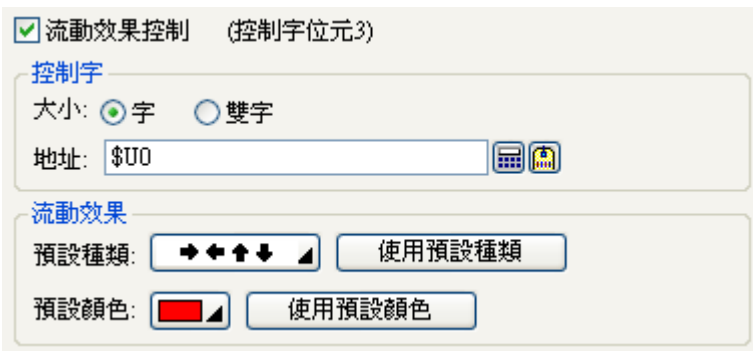 流動效果控制 (控制字位元3)
控制字
大小: 字 雙字
地址: $U0
流動效果
預設種類: 使用預設種類
預設顏色: 使用預設顏色